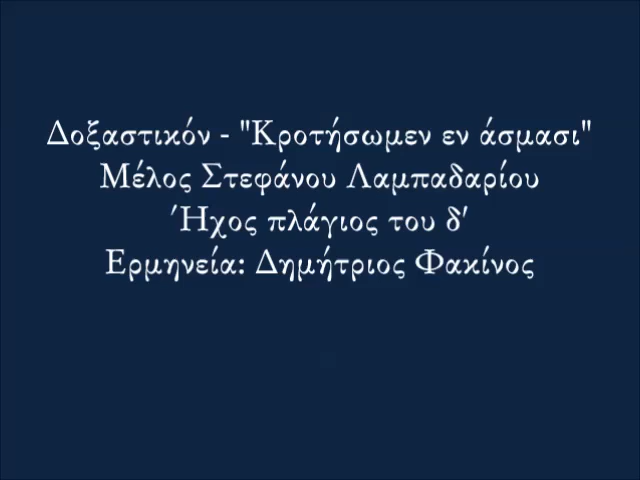 Δοξαστικόν - "Κροτήσωμεν εν άσμασι"
Μέλος Στεφάνου Λαμπαδαρίου
Ήχος πλάγιος του δ'
Ερμηνεία: Δημήτριος Φακίνος